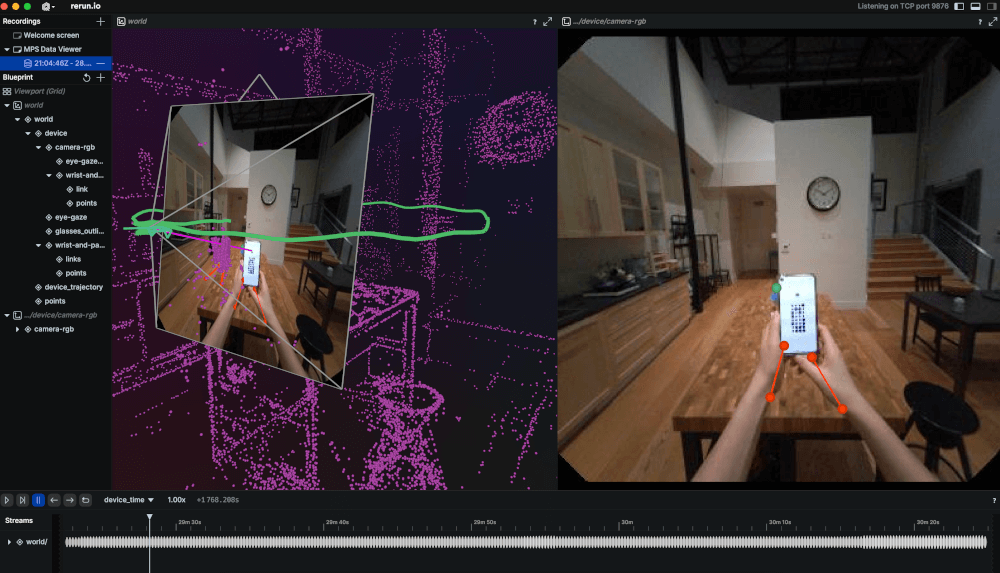 rerun.io
Listening on TCP port 9876
Recordings
Welcome screen
MPS Data Viewer
21:04:46Z - 28....
Blueprint
Viewport (Grid)
world
world
device
camera-rgb
eye-gaze...
wrist-and...
link
points
eye-gaze
glasses_outli...
wrist-and-pa...
links
points
device_trajectory
points
.../device/camera-rgb
camera-rgb
world
?
.../device/camera-rgb
?
device_time
1.00x
+1768.208s
?
Streams
29m 30s
29m 40s
29m 50s
30m
30m 10s
30m 20s
world/